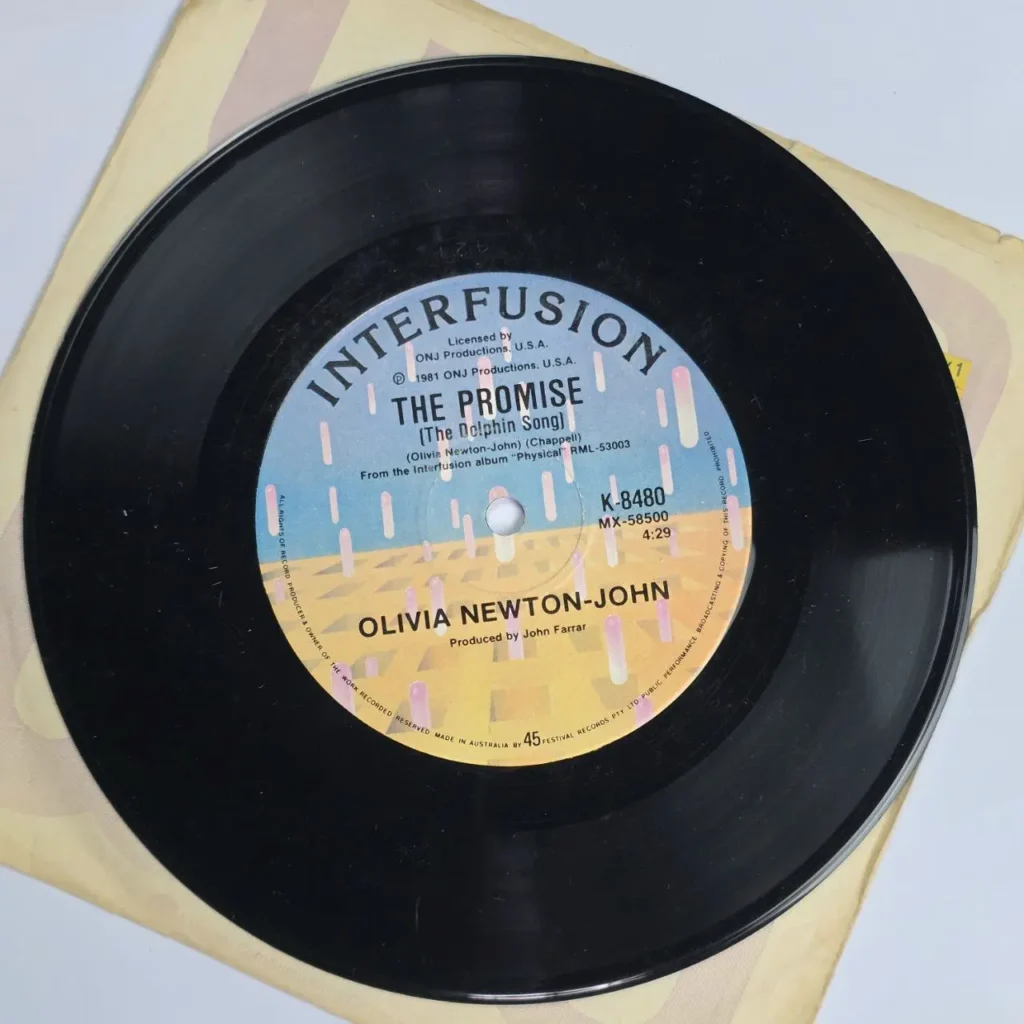 INTERFUSION
Licensed by
ONJ Productions. U.S.A.
℗ 1981 ONJ Productions. U.S.A.
THE PROMISE
(The Dolphin Song)
(Olivia Newton-John) (Chappell)
From the Interfusion album "Physical" RML-53003
K-8480
MX-58500
4:29
OLIVIA NEWTON-JOHN
Produced by John Farrar
ALL RIGHTS OF RECORD PRODUCER & OWNER OF THE WORK RECORDED RESERVED. MADE IN AUSTRALIA BY 45 FESTIVAL RECORDS PTY. LTD. PUBLIC PERFORMANCE BROADCASTING & COPYING OF THIS RECORD PROHIBITED